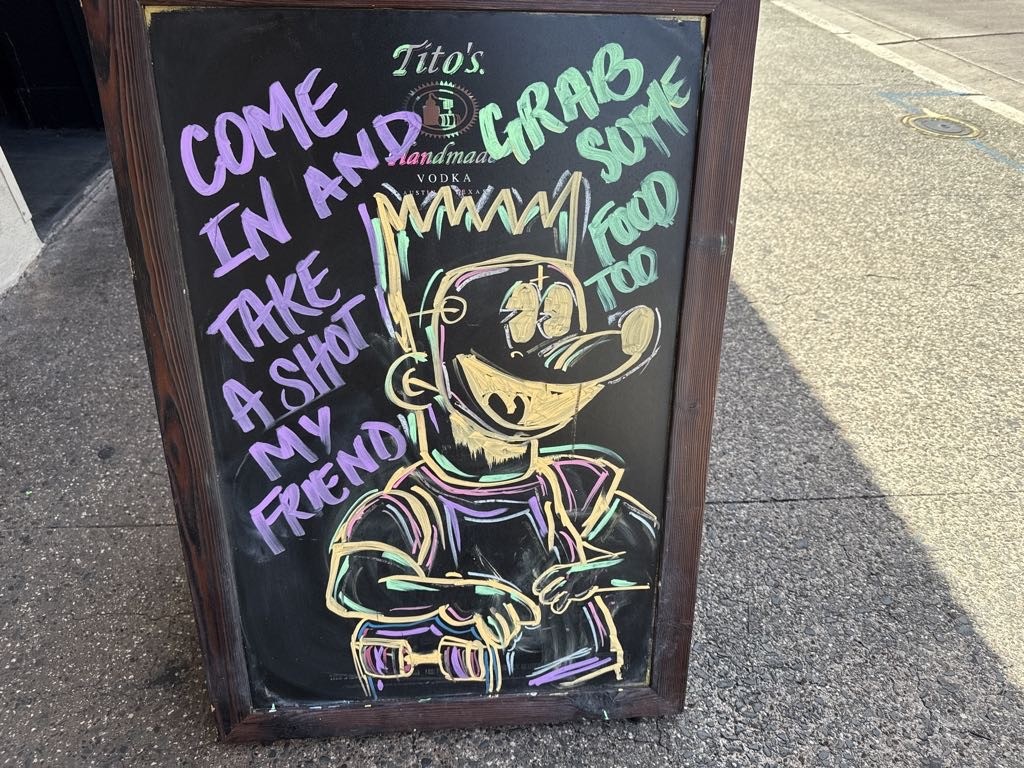 Tito's.
Handmade
VODKA
AUSTIN TEXAS
COME
IN AND
TAKE
A SHOT
MY
FRIEND
GRAB
SOME
FOOD
TOO